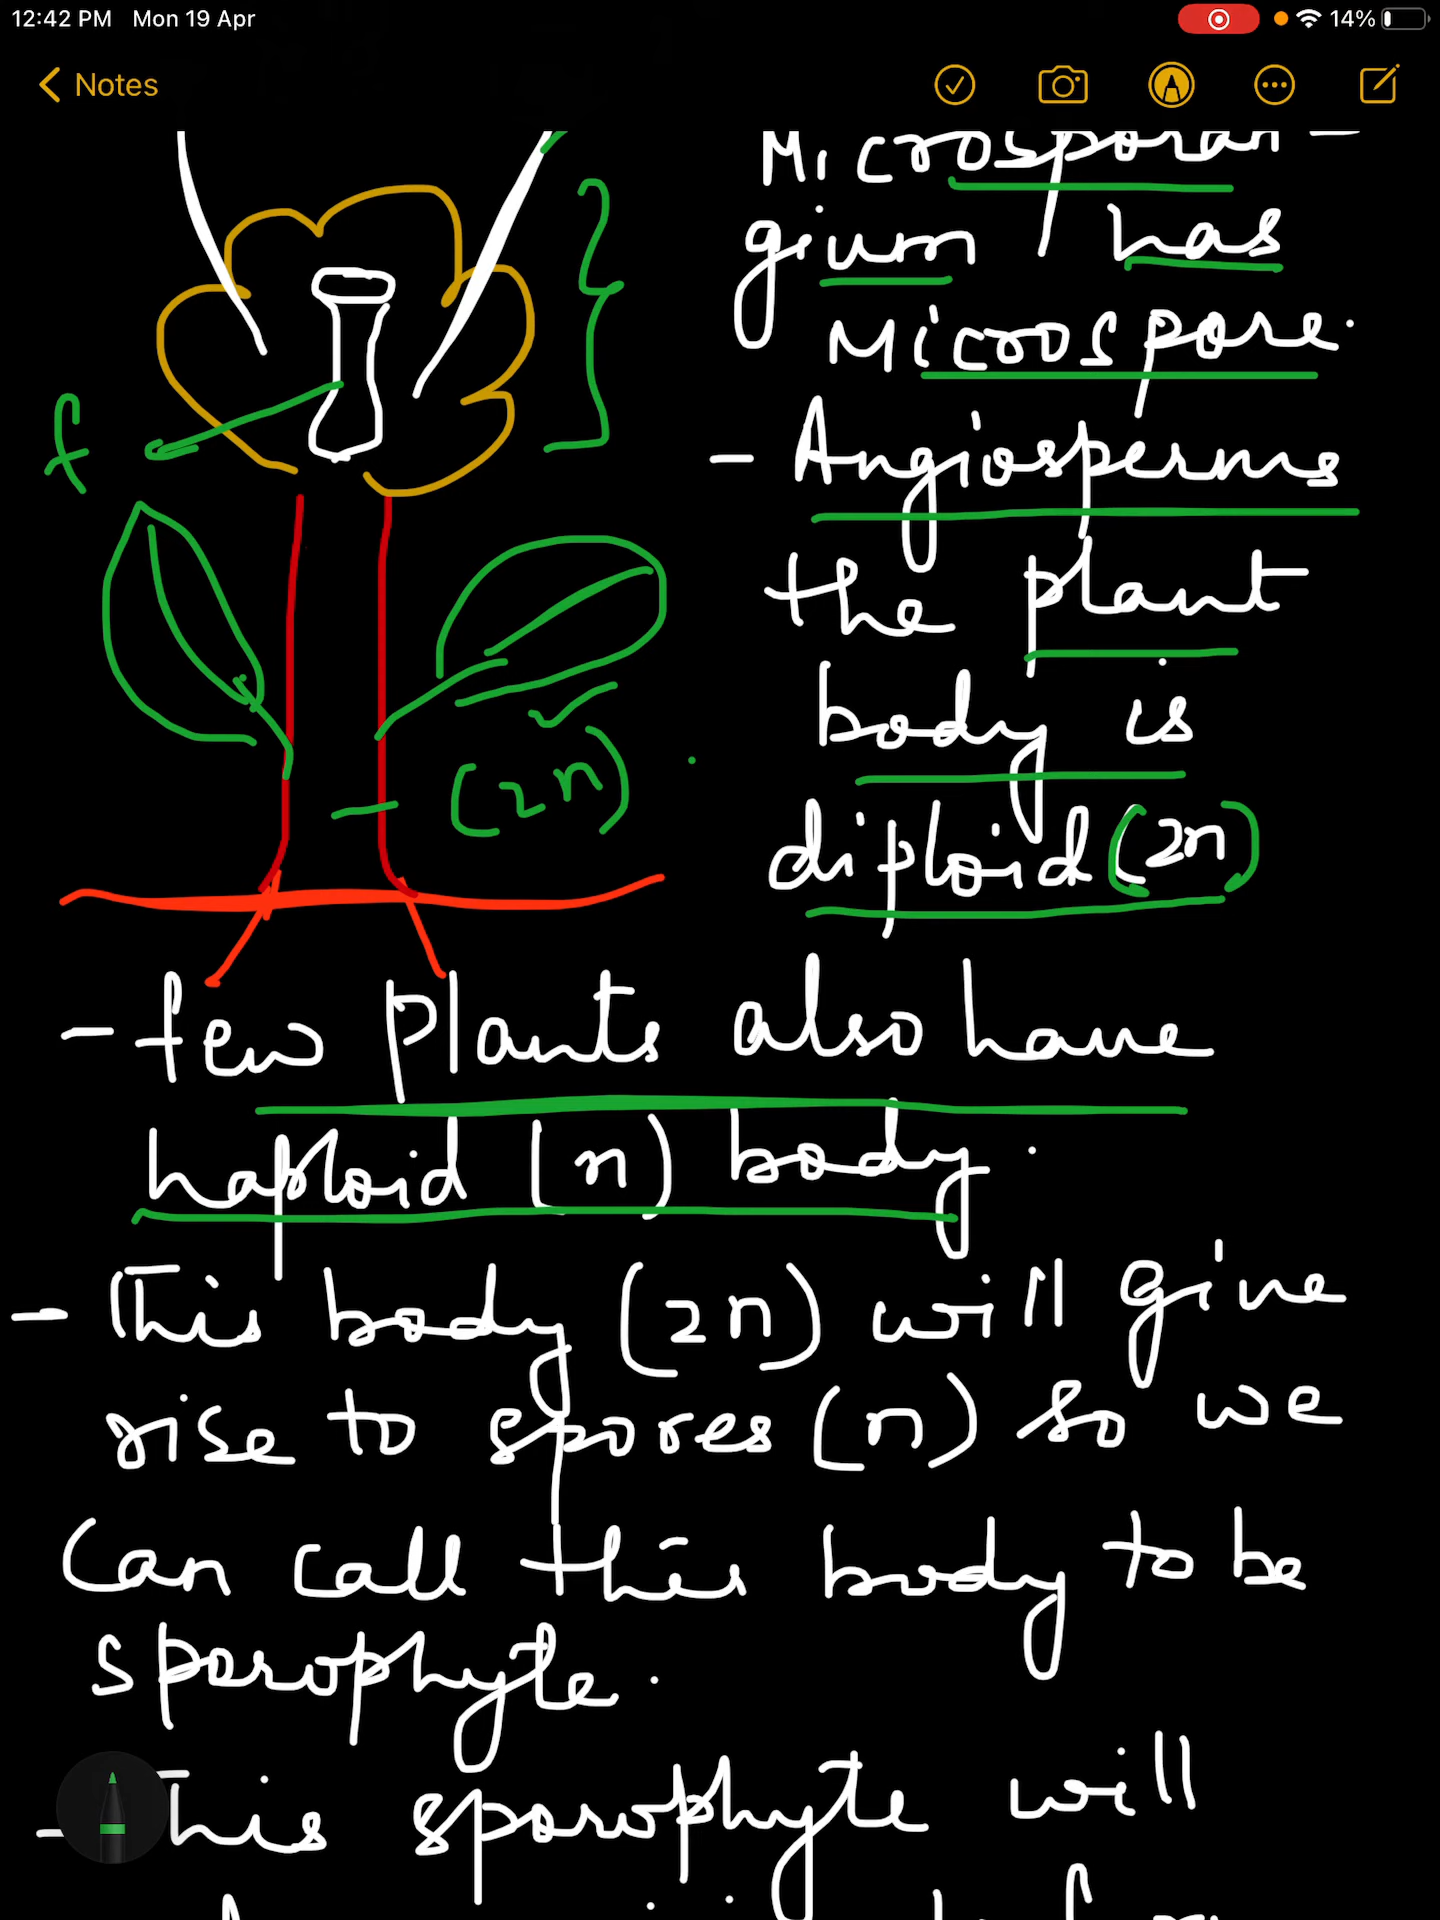 12:42 PM Mon 19 Apr
14%
Notes
Microsporan-
gium has
Microspore.
- Angiosperms
the plant
body is
diploid (2n)
f
(2n)
- few Plants also have
haploid (n) body.
- This body (2n) will give
rise to spores (n) so we
Can call this body to be
sporophyte.
- This sporophyte will